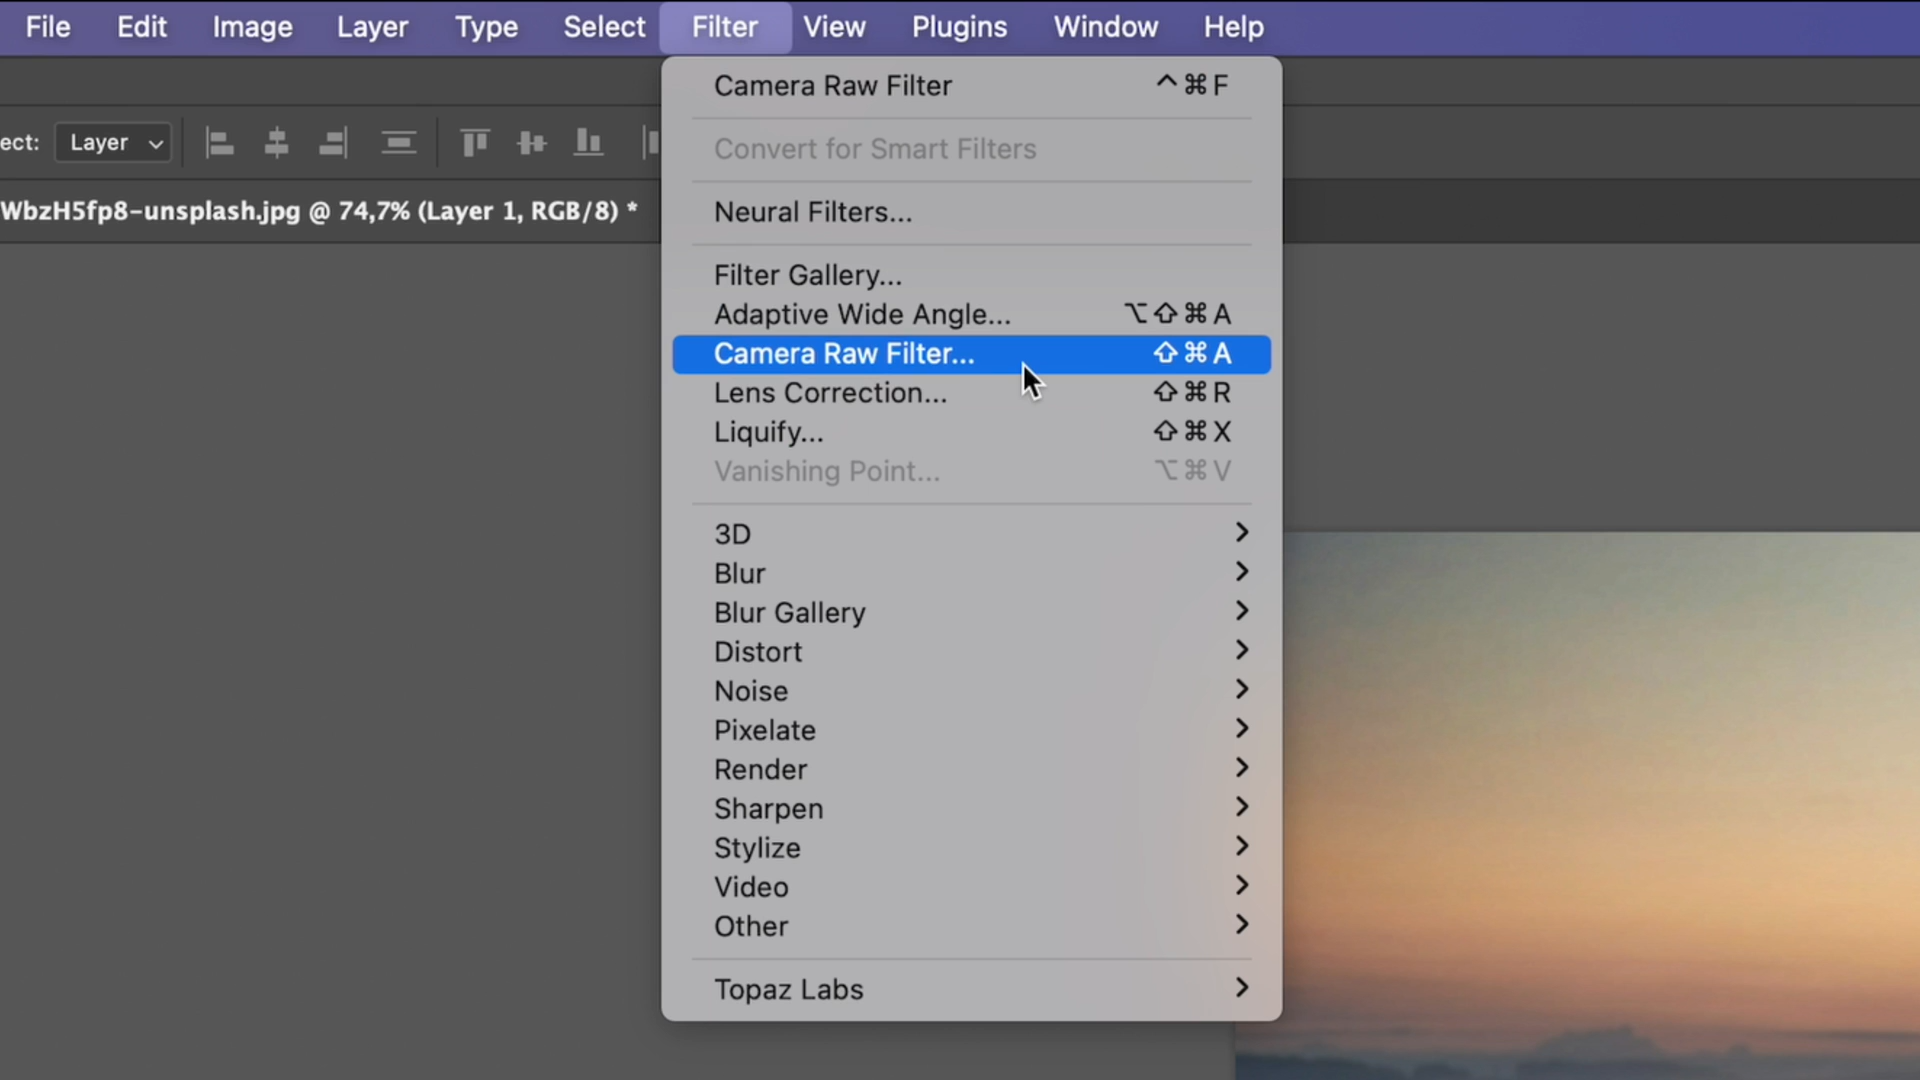 File Edit Image Layer Type Select Filter View Plugins Window Help
Camera Raw Filter ^⌘F
ect: Layer
Convert for Smart Filters
WbzH5fp8-unsplash.jpg @ 74,7% (Layer 1, RGB/8) *
Neural Filters...
Filter Gallery...
Adaptive Wide Angle... ⌥⇧⌘A
Camera Raw Filter... ⇧⌘A
Lens Correction... ⇧⌘R
Liquify... ⇧⌘X
Vanishing Point... ⌥⌘V
3D
Blur
Blur Gallery
Distort
Noise
Pixelate
Render
Sharpen
Stylize
Video
Other
Topaz Labs